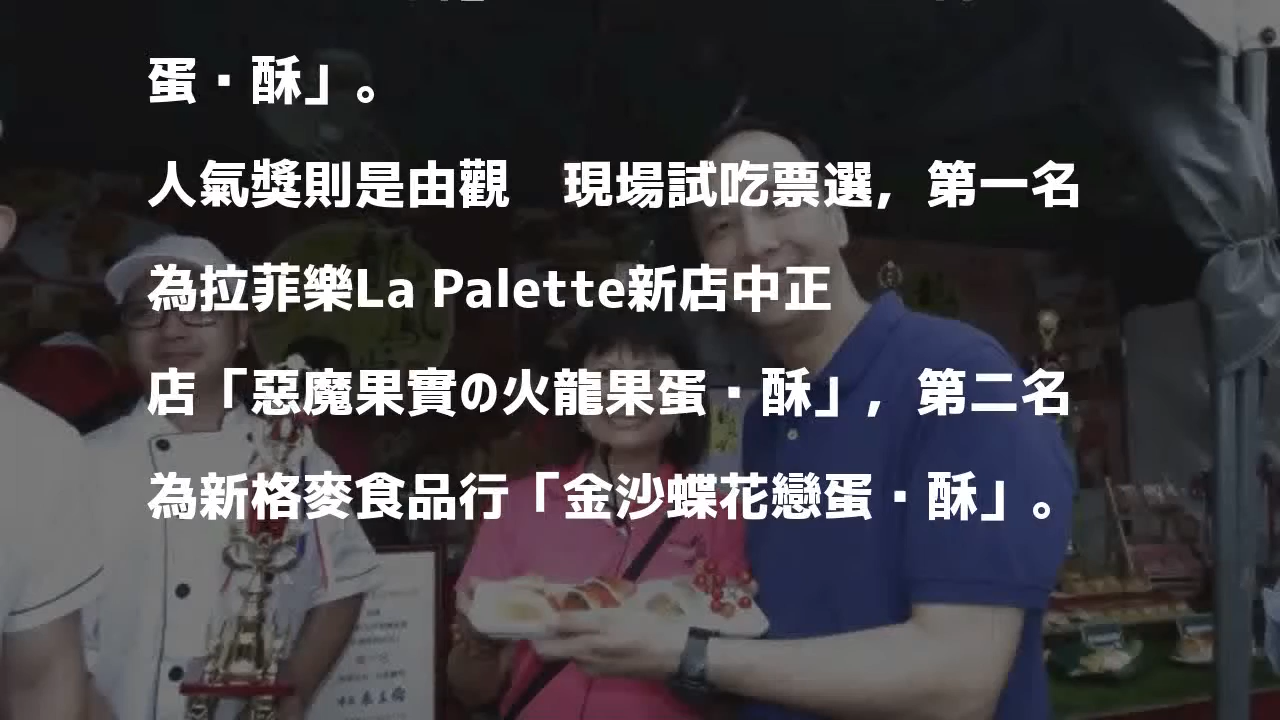 蛋·酥」。
人氣獎則是由觀　現場試吃票選，第一名
為拉菲樂La Palette新店中正
店「惡魔果實の火龍果蛋·酥」，第二名
為新格麥食品行「金沙蝶花戀蛋·酥」。